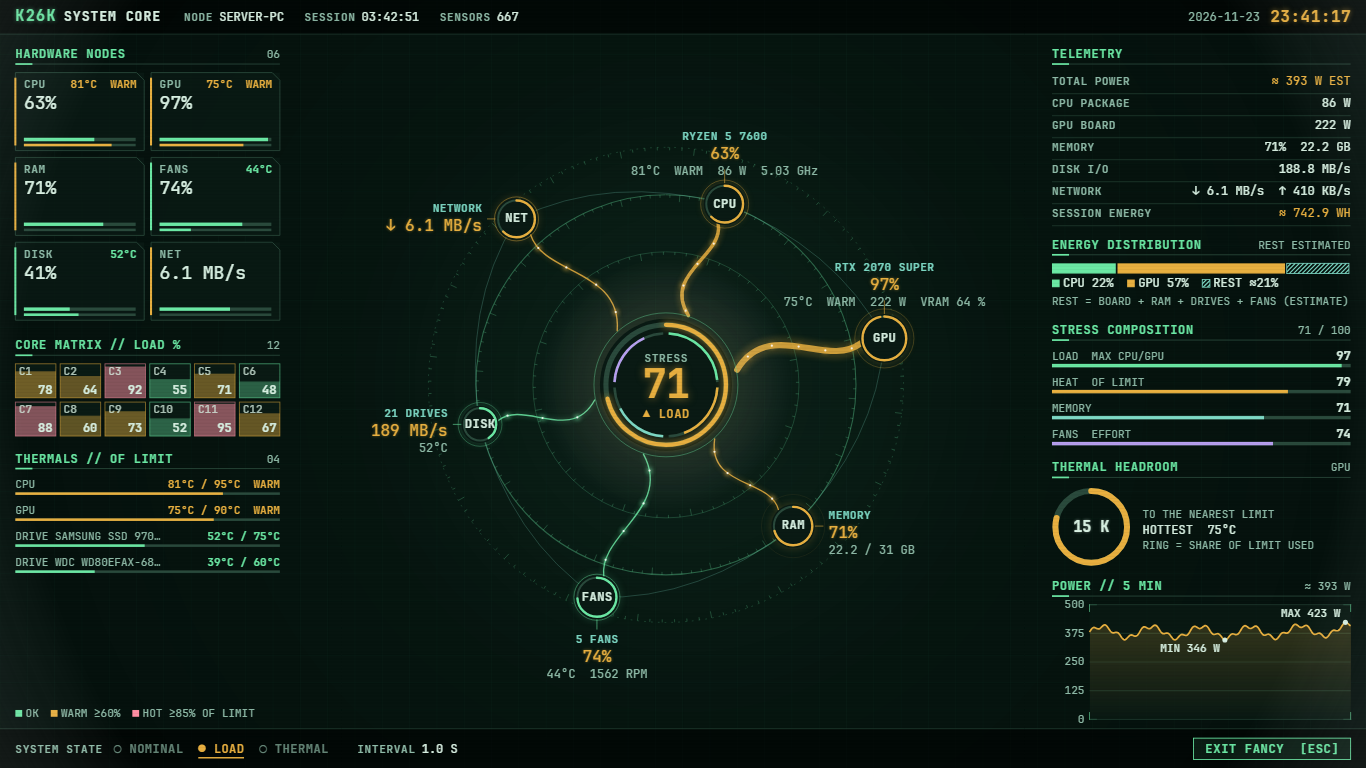 K26K SYSTEM CORE NODE SERVER-PC SESSION 03:42:51 SENSORS 667 2026-11-23 23:41:17
HARDWARE NODES 06
CPU 81°C WARM
63%
GPU 75°C WARM
97%
RAM
71%
FANS 44°C
74%
DISK 52°C
41%
NET
6.1 MB/s
CORE MATRIX // LOAD % 12
C1 78
C2 64
C3 92
C4 55
C5 71
C6 48
C7 88
C8 60
C9 73
C10 52
C11 95
C12 67
THERMALS // OF LIMIT 04
CPU 81°C / 95°C WARM
GPU 75°C / 90°C WARM
DRIVE SAMSUNG SSD 970… 52°C / 75°C
DRIVE WDC WD80EFAX-68… 39°C / 60°C
OK WARM ≥60% HOT ≥85% OF LIMIT
RYZEN 5 7600
63%
81°C WARM 86 W 5.03 GHz
CPU
NETWORK
↓ 6.1 MB/s
NET
RTX 2070 SUPER
97%
75°C WARM 222 W VRAM 64 %
GPU
STRESS
71
▲ LOAD
21 DRIVES
189 MB/s
52°C
DISK
MEMORY
71%
22.2 / 31 GB
RAM
FANS
5 FANS
74%
44°C 1562 RPM
TELEMETRY
TOTAL POWER ≈ 393 W EST
CPU PACKAGE 86 W
GPU BOARD 222 W
MEMORY 71% 22.2 GB
DISK I/O 188.8 MB/s
NETWORK ↓ 6.1 MB/s ↑ 410 KB/s
SESSION ENERGY ≈ 742.9 WH
ENERGY DISTRIBUTION REST ESTIMATED
CPU 22% GPU 57% REST ≈21%
REST = BOARD + RAM + DRIVES + FANS (ESTIMATE)
STRESS COMPOSITION 71 / 100
LOAD MAX CPU/GPU 97
HEAT OF LIMIT 79
MEMORY 71
FANS EFFORT 74
THERMAL HEADROOM GPU
15 K
TO THE NEAREST LIMIT
HOTTEST 75°C
RING = SHARE OF LIMIT USED
POWER // 5 MIN ≈ 393 W
500
375
250
125
0
MAX 423 W
MIN 346 W
SYSTEM STATE ○ NOMINAL ● LOAD ○ THERMAL INTERVAL 1.0 S
EXIT FANCY [ESC]